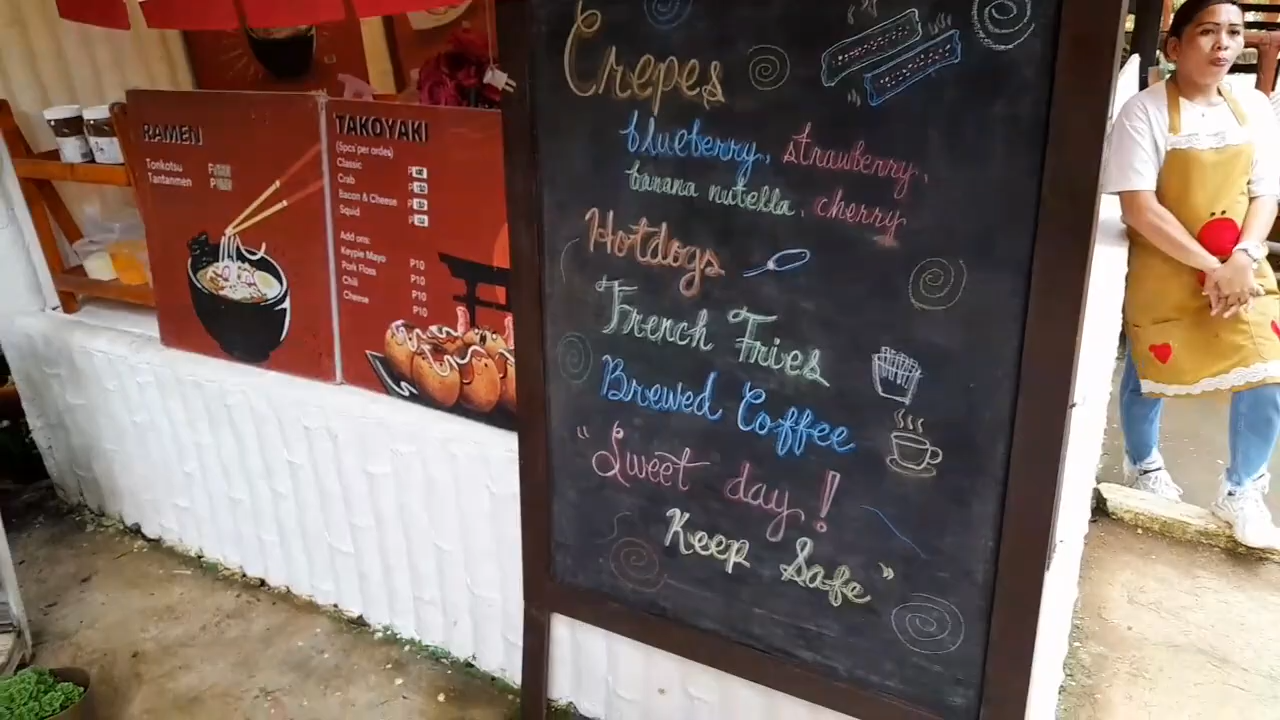 RAMEN
Tonkotsu
Tantanmen
TAKOYAKI
(5pcs per order)
Classic
Crab
Bacon & Cheese
Squid
Add ons:
Keypie Mayo P10
Pork Floss P10
Chili P10
Cheese P10
Crepes
blueberry, strawberry,
banana nutella, cherry
Hotdogs
French Fries
Brewed Coffee
"Sweet day!
Keep Safe"